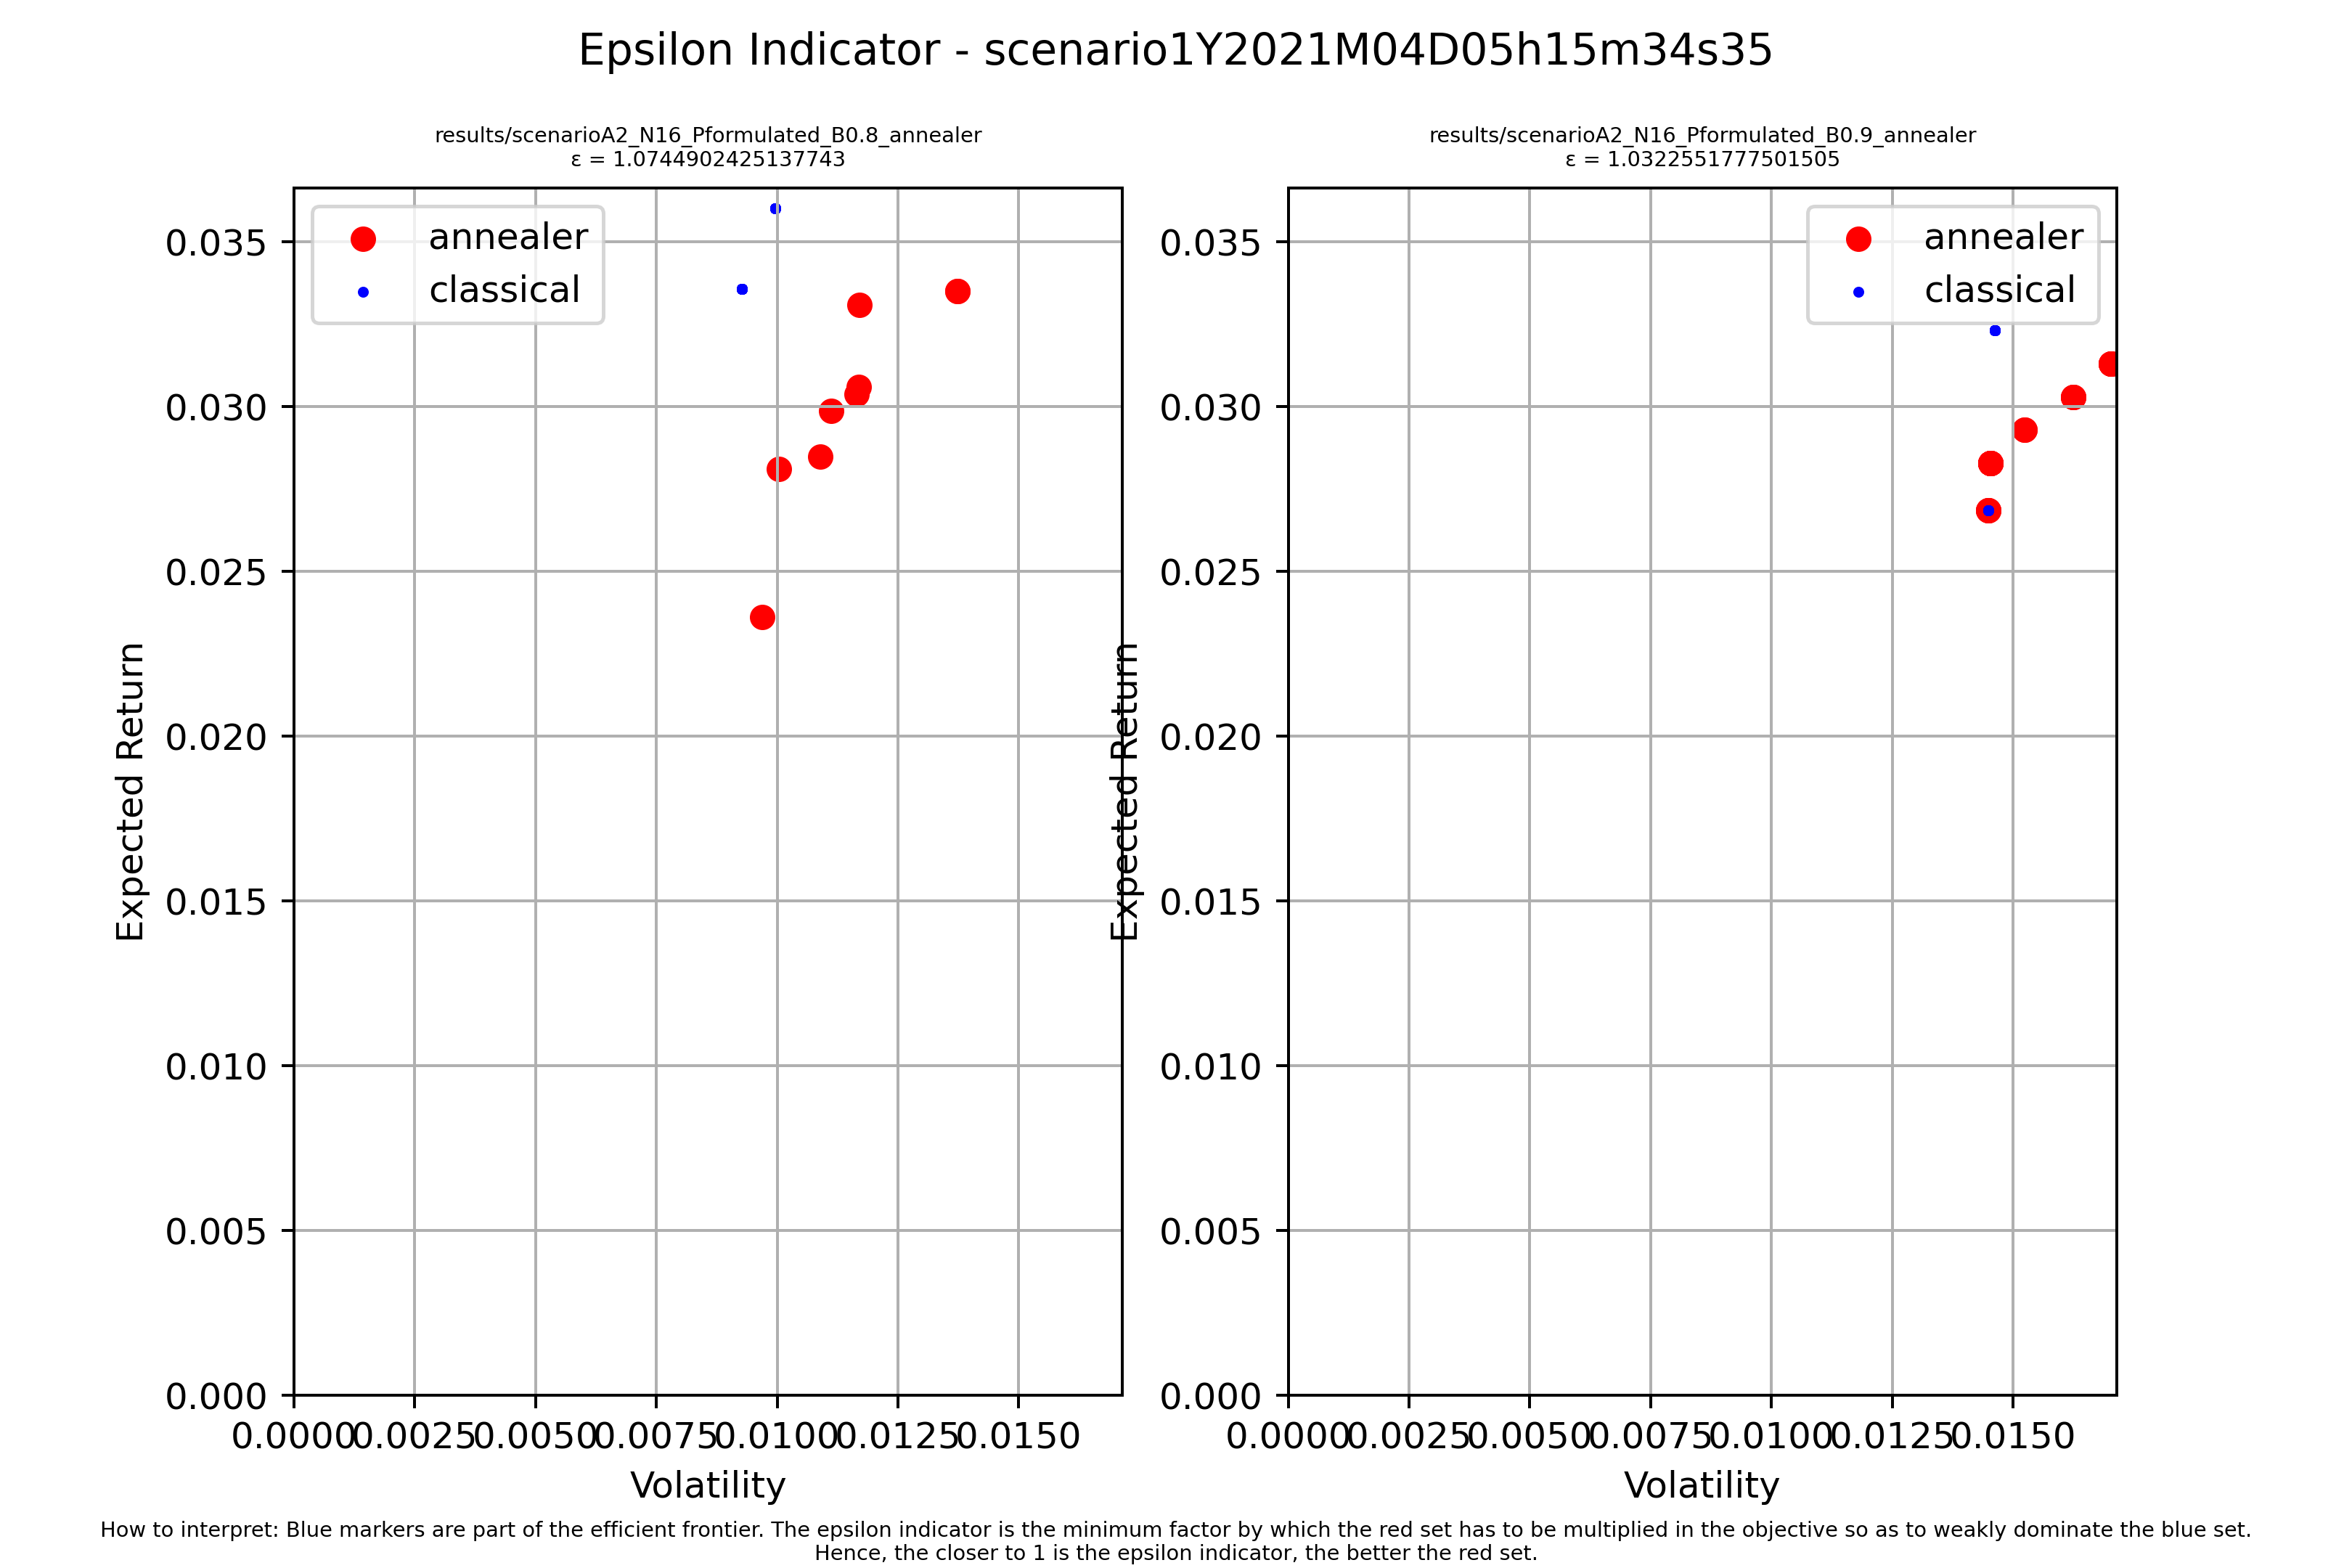 Epsilon Indicator - scenario1Y2021M04D05h15m34s35
results/scenarioA2_N16_Pformulated_B0.8_annealer
ε = 1.0744902425137743
annealer
classical
0.035
0.030
0.025
0.020
0.015
0.010
0.005
0.000
Expected Return
0.0000 0.0025 0.0050 0.0075 0.0100 0.0125 0.0150
Volatility
results/scenarioA2_N16_Pformulated_B0.9_annealer
ε = 1.0322551777501505
annealer
classical
0.035
0.030
0.025
0.020
0.015
0.010
0.005
0.000
Expected Return
0.0000 0.0025 0.0050 0.0075 0.0100 0.0125 0.0150
Volatility
How to interpret: Blue markers are part of the efficient frontier. The epsilon indicator is the minimum factor by which the red set has to be multiplied in the objective so as to weakly dominate the blue set.
Hence, the closer to 1 is the epsilon indicator, the better the red set.